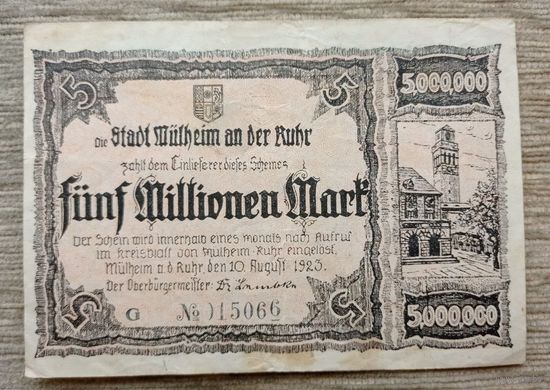 5
5
5,000,000
Die Stadt Mülheim an der Ruhr
zahlt dem Einlieferer dieses Scheines
fünf Millionen Mark
Der Schein wird innerhalb eines Monats nach Aufruf
im Kreisblatt von Mülheim-Ruhr eingelöst.
Mülheim a.d Ruhr, den 10. August 1923.
Der Oberbürgermeister:
G № 015066
5
5
5,000,000